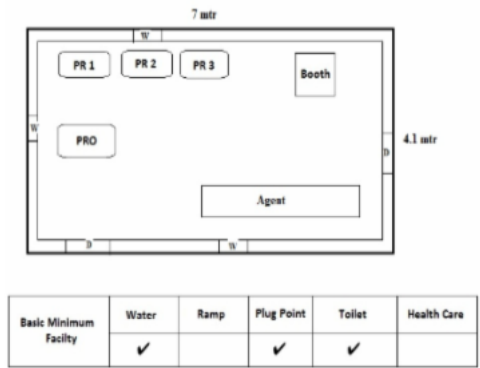 7 mtr
W
PR 1 PR 2 PR 3
Booth
W
PRO
D
4.1 mtr
Agent
D
W
Basic Minimum Facilty Water Ramp Plug Point Toilet Health Care
✔ ✔ ✔